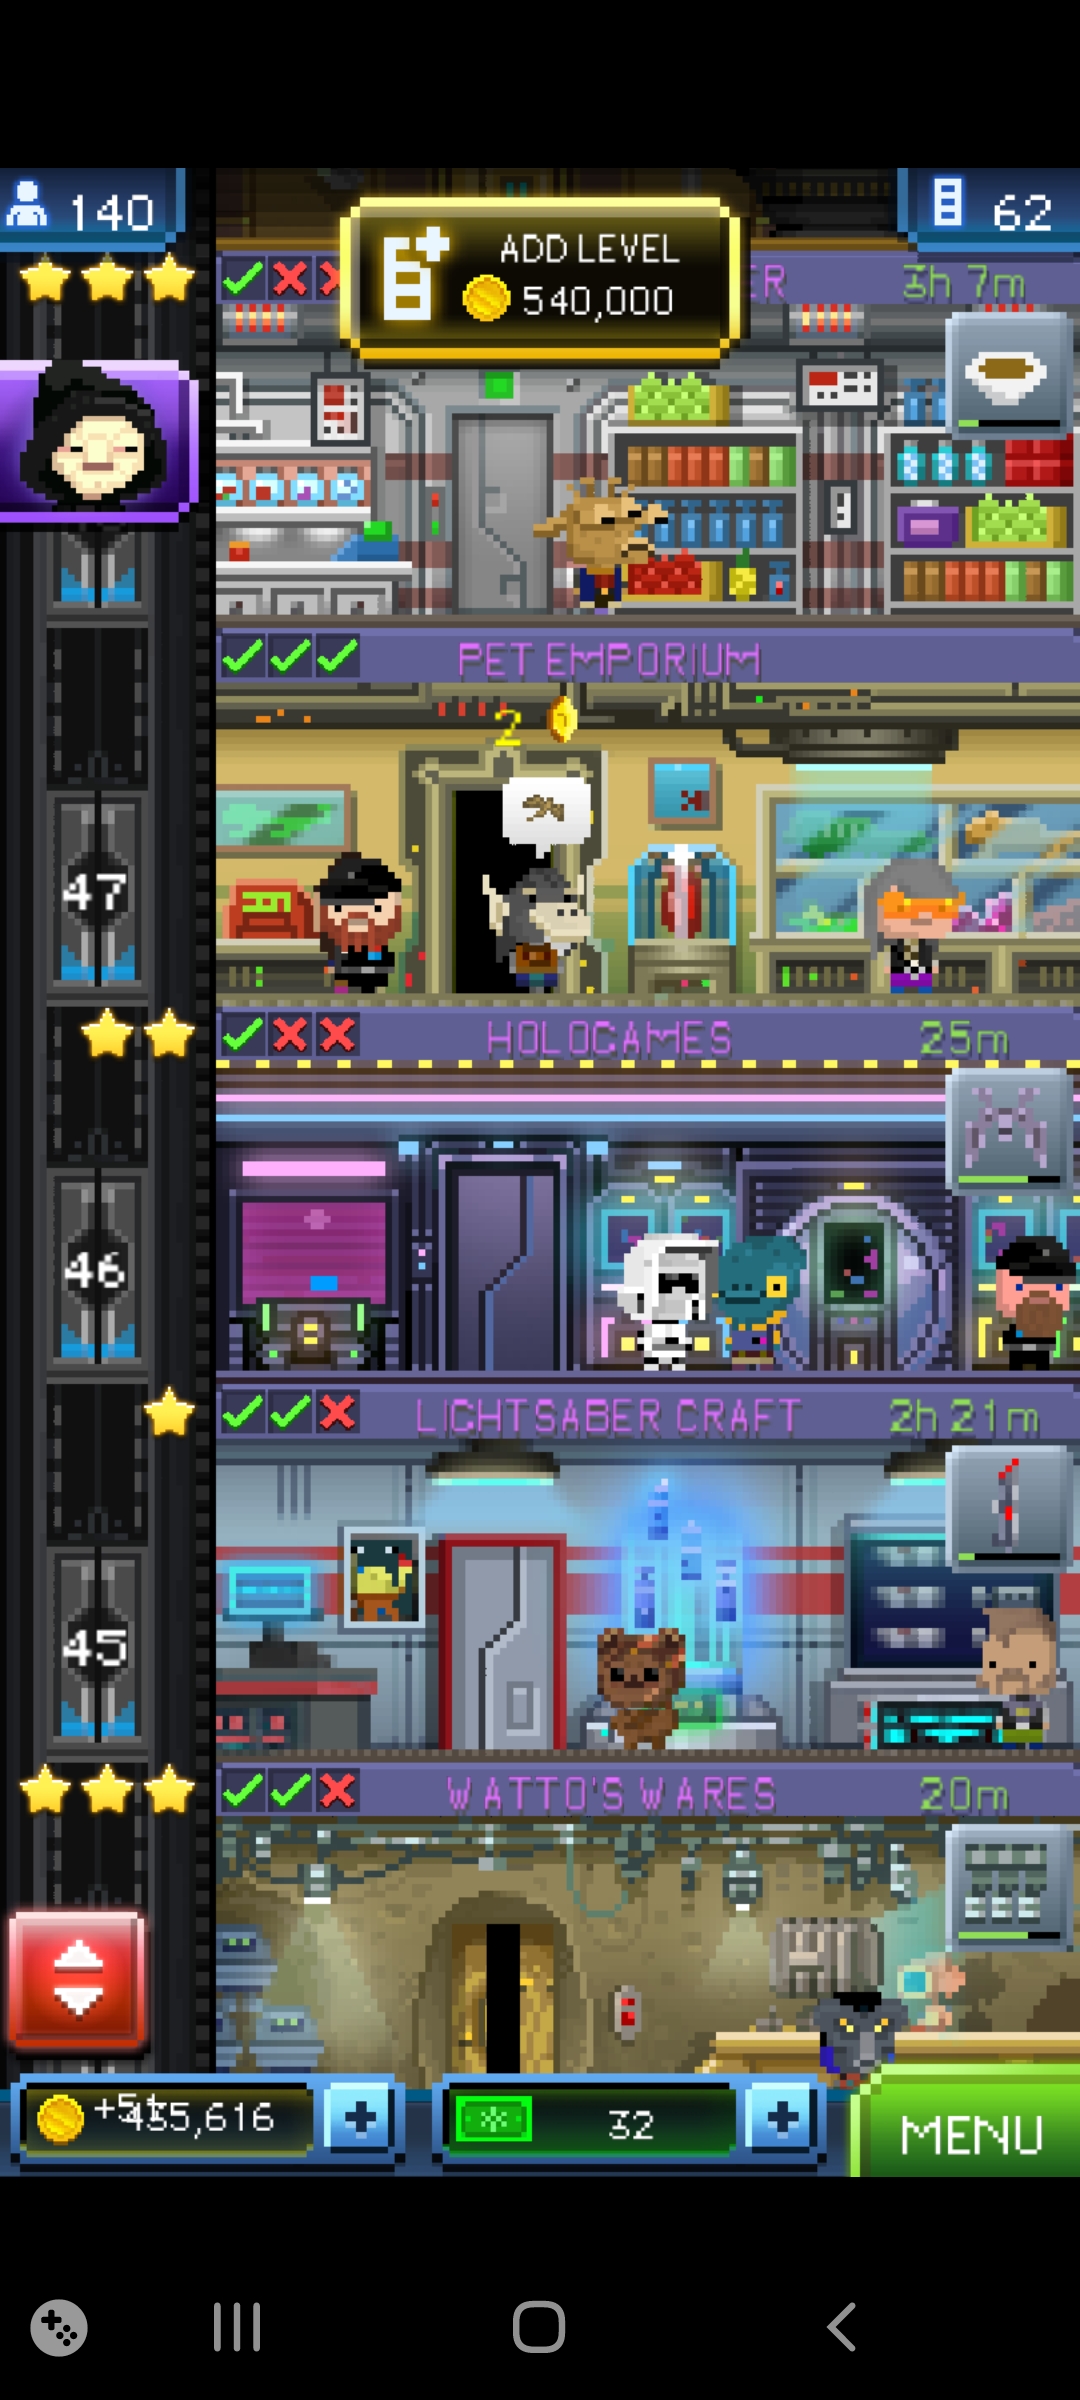 140
ADD LEVEL
540,000
62
ER
3h 7m
PET EMPORIUM
2
47
HOLOGAMES
25m
46
LIGHTSABER CRAFT
2h 21m
45
WATTO'S WARES
20m
32
MENU